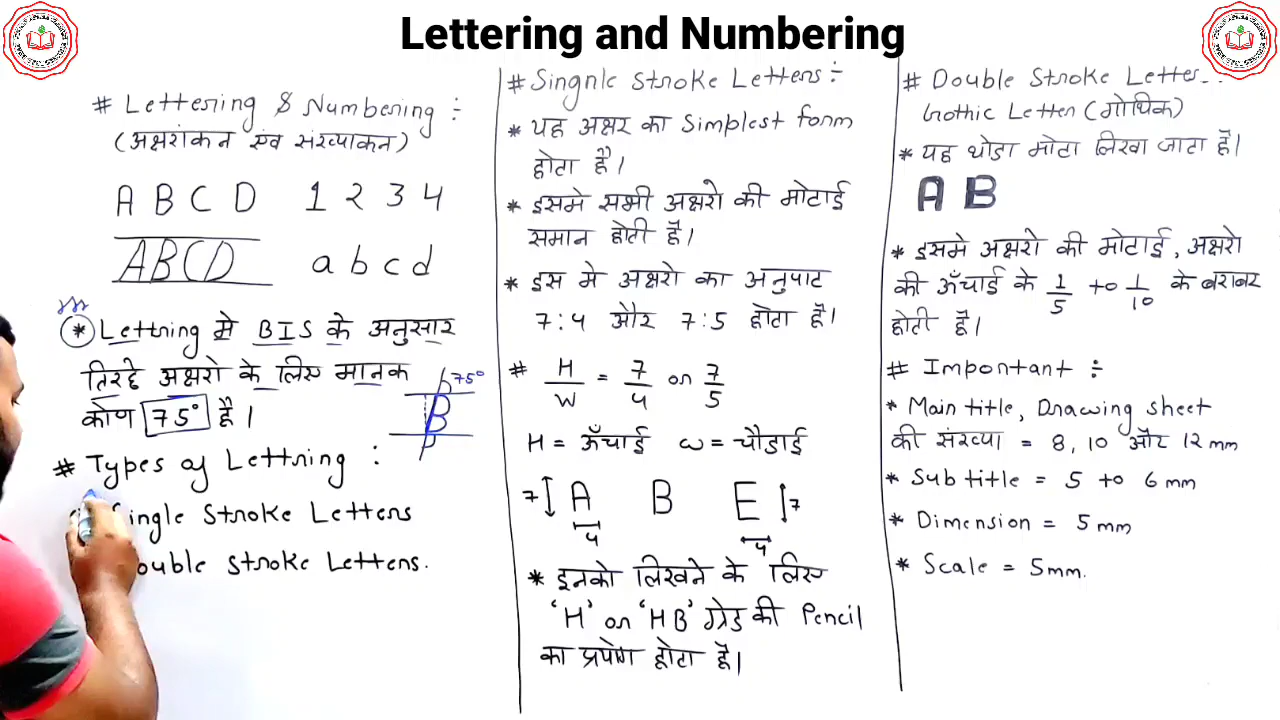 Lettering and Numbering
# Lettering & Numbering ÷
(अक्षरांकन एंव संख्याकन)
A B C D 1 2 3 4
ABCD a b c d
* Lettring मे BIS के अनुसार
तिरहे अक्षरो के लिए मानक
कोण 75° है।
75°
B
# Types of Lettring :
Single Stroke Letters
ouble Stroke Letters.
# Singnle Stroke Letters ÷
* यह अक्षर का Simplest form
होता है।
* इसमे सभी अक्षरो की मोटाई
समान होती है।
* इस मे अक्षरो का अनुपाट
7:4 और 7:5 होता है।
# H/W = 7/4 or 7/5
H = ऊँचाई W = चौडाई
7 A B E 7
4 4
* इनको लिखने के लिए
'H' or 'HB' ग्रेड की Pencil
का प्रयोग होता है।
# Double Stroke Letter
Gothic Letter (गोथिक)
* यह थोडा मोटा लिखा जाता है।
A B
* इसमे अक्षरो की मोटाई, अक्षरो
की ऊँचाई के 1/5 to 1/10 के बराबर
होती है।
# Important ÷
* Main title, Drawing sheet
की संख्या = 8, 10 और 12 mm
* Sub title = 5 to 6 mm
* Dimension = 5 mm
* Scale = 5mm.